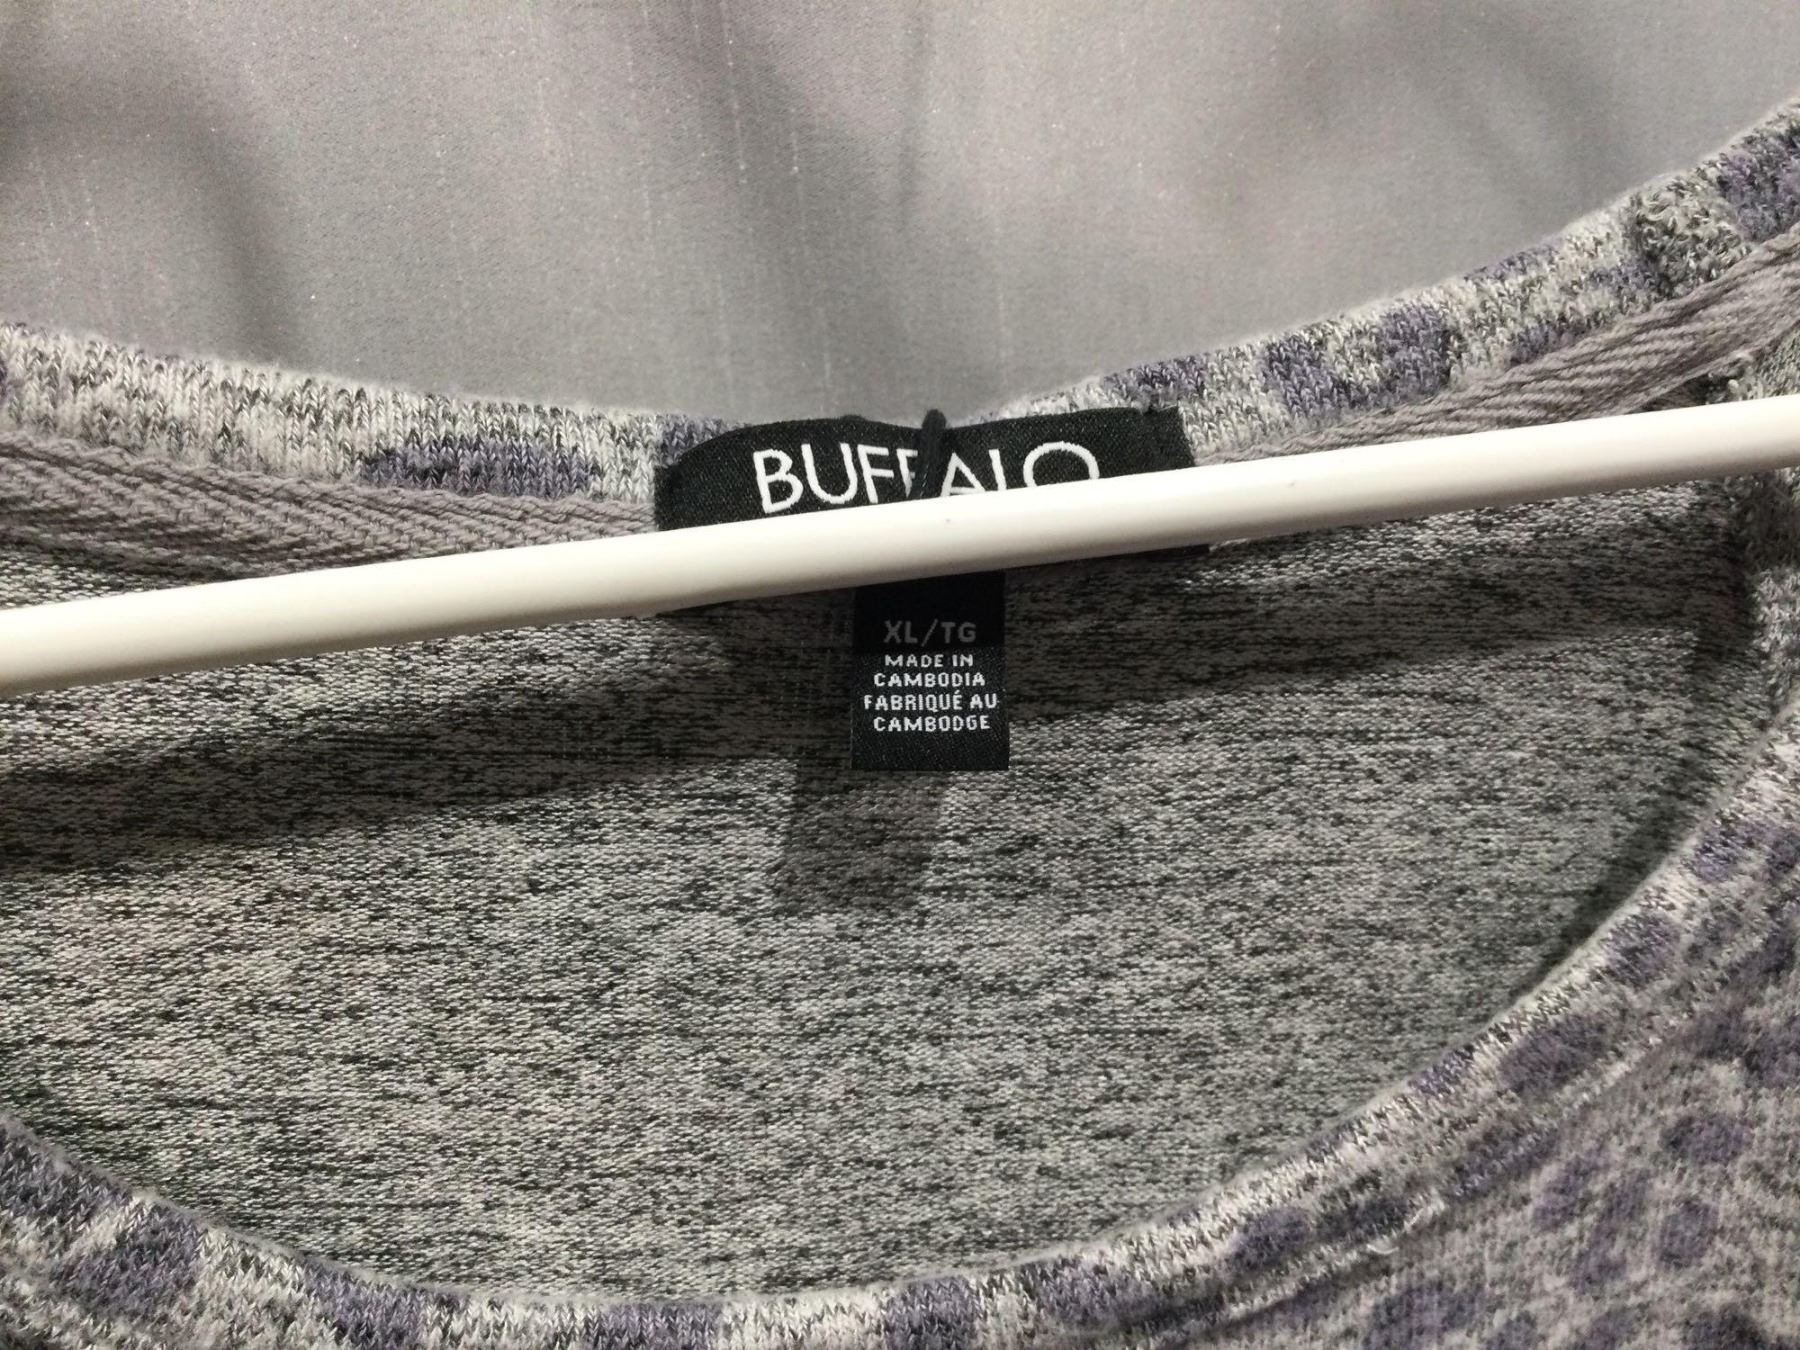 BUFFALO
XL/TG
MADE IN
CAMBODIA
FABRIQUÉ AU
CAMBODGE